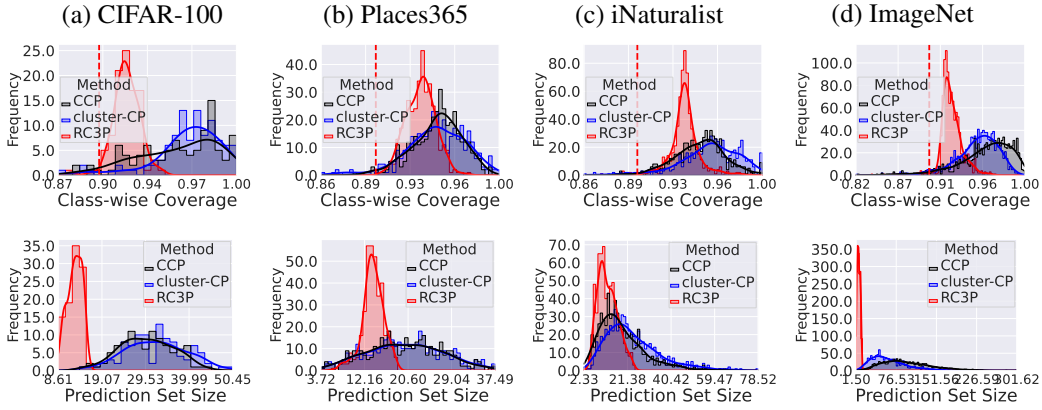 (a) CIFAR-100
(b) Places365
(c) iNaturalist
(d) ImageNet
25.0
20.0
15.0
10.0
5.0
0.0
Frequency
Method
CCP
cluster-CP
RC3P
0.87 0.90 0.94 0.97 1.00
Class-wise Coverage
40.0
30.0
20.0
10.0
0.0
Frequency
Method
CCP
cluster-CP
RC3P
0.86 0.89 0.93 0.96 1.00
Class-wise Coverage
80.0
60.0
40.0
20.0
0.0
Frequency
Method
CCP
cluster-CP
RC3P
0.86 0.89 0.93 0.96 1.00
Class-wise Coverage
100.0
80.0
60.0
40.0
20.0
0.0
Frequency
Method
CCP
cluster-CP
RC3P
0.82 0.87 0.91 0.96 1.00
Class-wise Coverage
35.0
30.0
25.0
20.0
15.0
10.0
5.0
0.0
Frequency
Method
CCP
cluster-CP
RC3P
8.61 19.07 29.53 39.99 50.45
Prediction Set Size
50.0
40.0
30.0
20.0
10.0
0.0
Frequency
Method
CCP
cluster-CP
RC3P
3.72 12.16 20.60 29.04 37.49
Prediction Set Size
70.0
60.0
50.0
40.0
30.0
20.0
10.0
0.0
Frequency
Method
CCP
cluster-CP
RC3P
2.33 21.38 40.42 59.47 78.52
Prediction Set Size
350.0
300.0
250.0
200.0
150.0
100.0
50.0
0.0
Frequency
Method
CCP
cluster-CP
RC3P
1.50 76.53 151.56 226.59 301.62
Prediction Set Size